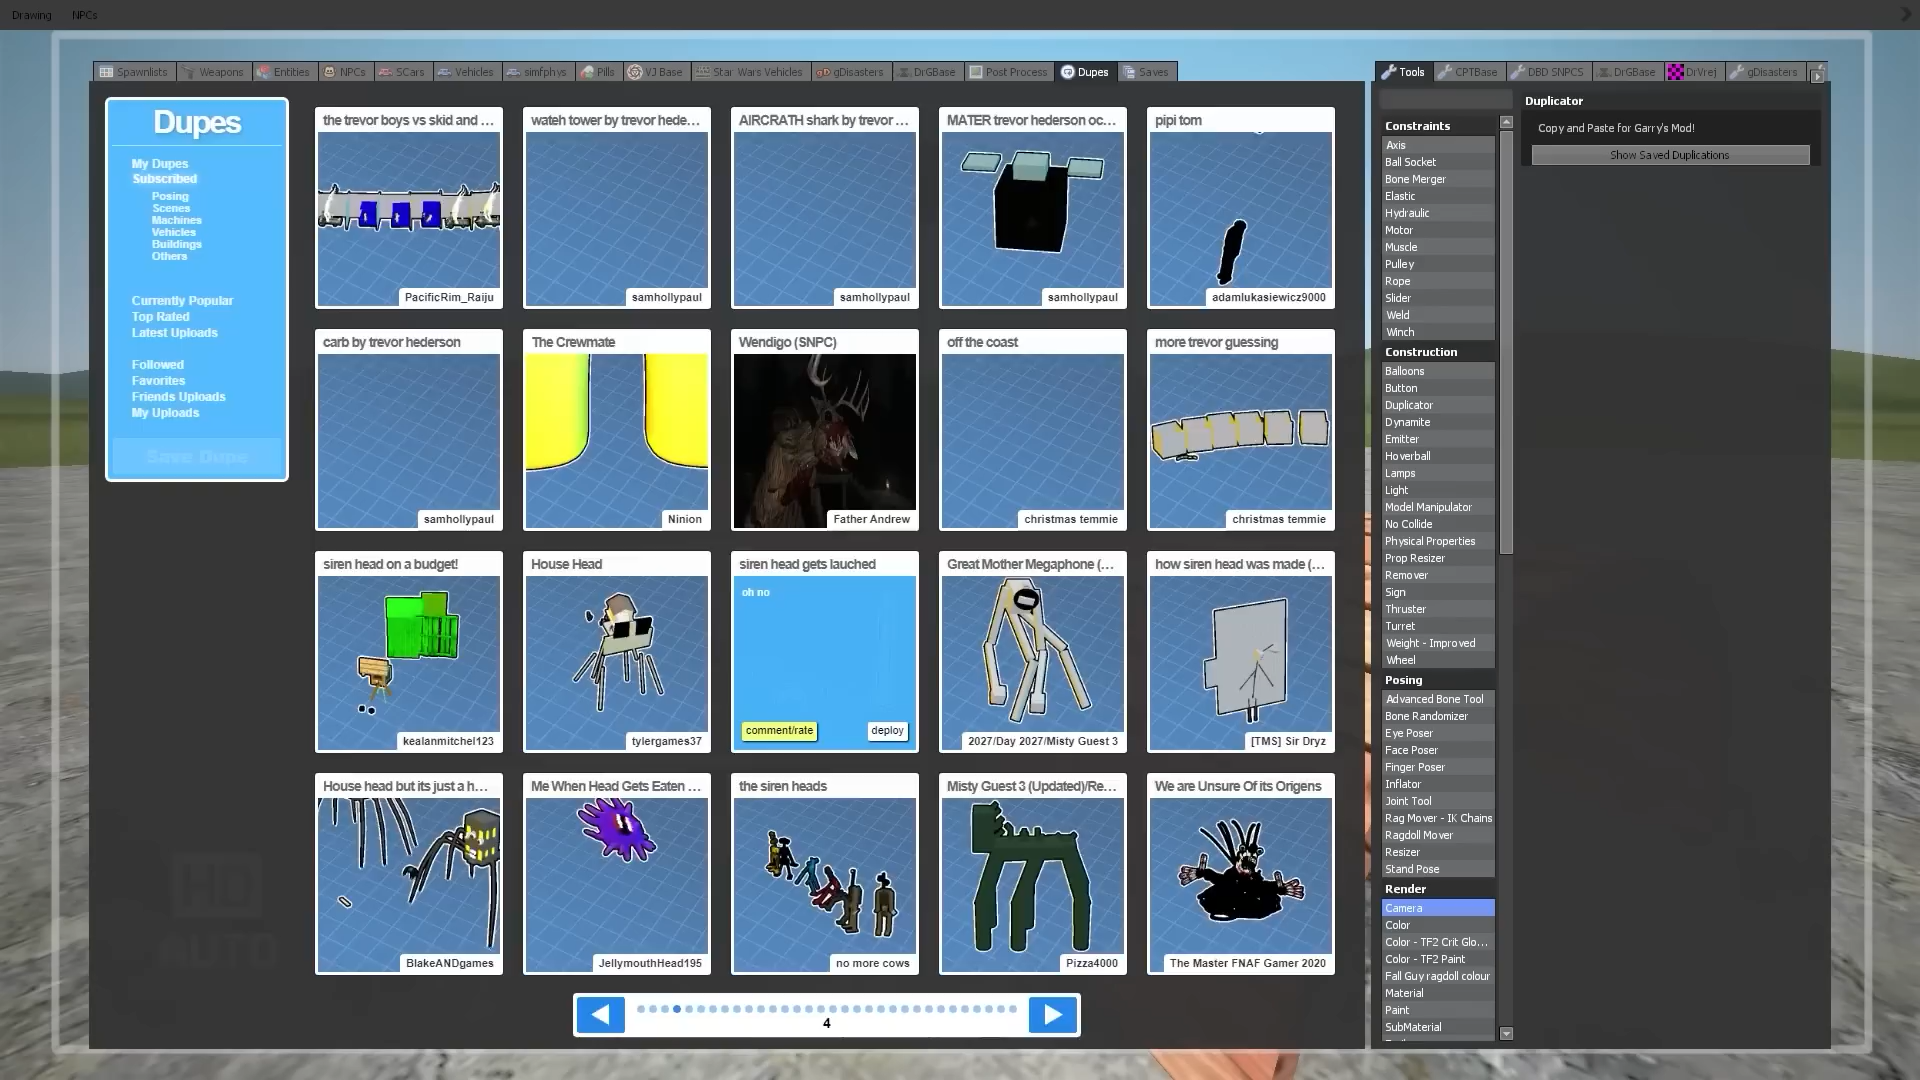 Drawing NPCs
Spawnlists Weapons Entities NPCs SCars Vehicles simfphys Pills VJ Base Star Wars Vehicles gDisasters DrGBase Post Process Dupes Saves
Tools CPTBase DBD SNPCS DrGBase DrVrej gDisasters
Dupes
My Dupes
Subscribed
Posing
Scenes
Machines
Vehicles
Buildings
Others
Currently Popular
Top Rated
Latest Uploads
Followed
Favorites
Friends Uploads
My Uploads
Save Dupe
the trevor boys vs skid and ...
PacificRim_Raiju
wateh tower by trevor hede...
samhollypaul
AIRCRATH shark by trevor ...
samhollypaul
MATER trevor hederson oc...
samhollypaul
pipi tom
adamlukasiewicz9000
carb by trevor hederson
samhollypaul
The Crewmate
Ninion
Wendigo (SNPC)
Father Andrew
off the coast
christmas temmie
more trevor guessing
christmas temmie
siren head on a budget!
kealanmitchel123
House Head
tylergames37
siren head gets lauched
oh no
comment/rate deploy
Great Mother Megaphone (...
2027/Day 2027/Misty Guest 3
how siren head was made (...
[TMS] Sir Dryz
House head but its just a h...
BlakeANDgames
Me When Head Gets Eaten ...
JellymouthHead195
the siren heads
no more cows
Misty Guest 3 (Updated)/Re...
Pizza4000
We are Unsure Of its Origens
The Master FNAF Gamer 2020
4
HD
AUTO
Constraints
Axis
Ball Socket
Bone Merger
Elastic
Hydraulic
Motor
Muscle
Pulley
Rope
Slider
Weld
Winch
Construction
Balloons
Button
Duplicator
Dynamite
Emitter
Hoverball
Lamps
Light
Model Manipulator
No Collide
Physical Properties
Prop Resizer
Remover
Sign
Thruster
Turret
Weight - Improved
Wheel
Posing
Advanced Bone Tool
Bone Randomizer
Eye Poser
Face Poser
Finger Poser
Inflator
Joint Tool
Rag Mover - IK Chains
Ragdoll Mover
Resizer
Stand Pose
Render
Camera
Color
Color - TF2 Crit Glo...
Color - TF2 Paint
Fall Guy ragdoll colour
Material
Paint
SubMaterial
Duplicator
Copy and Paste for Garry's Mod!
Show Saved Duplications